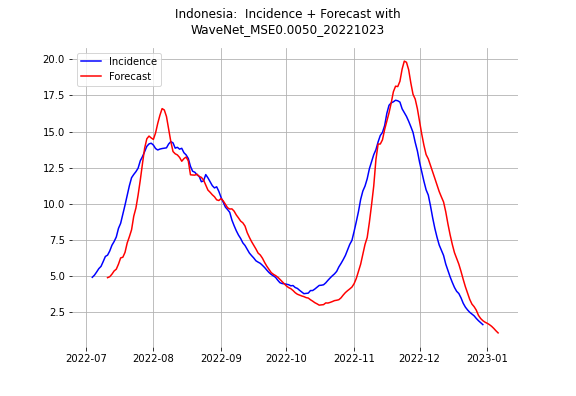 Indonesia:  Incidence + Forecast with
WaveNet_MSE0.0050_20221023
Incidence
Forecast
20.0
17.5
15.0
12.5
10.0
7.5
5.0
2.5
2022-07 2022-08 2022-09 2022-10 2022-11 2022-12 2023-01